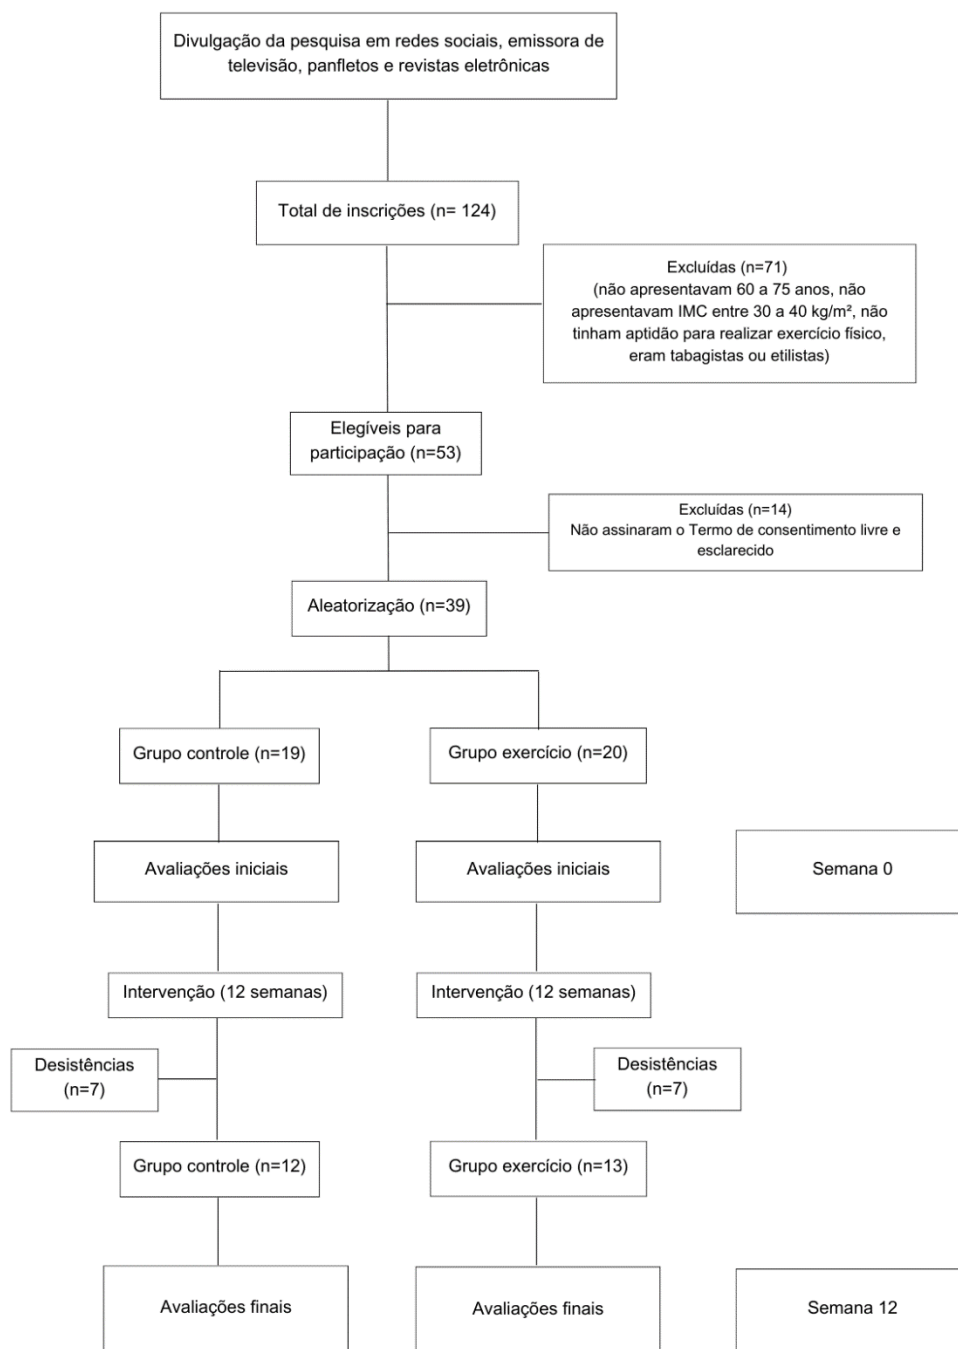 Divulgação da pesquisa em redes sociais, emissora de
televisão, panfletos e revistas eletrônicas
Total de inscrições (n= 124)
Excluídas (n=71)
(não apresentavam 60 a 75 anos, não
apresentavam IMC entre 30 a 40 kg/m², não
tinham aptidão para realizar exercício físico,
eram tabagistas ou etilistas)
Elegíveis para
participação (n=53)
Excluídas (n=14)
Não assinaram o Termo de consentimento livre e
esclarecido
Aleatorização (n=39)
Grupo controle (n=19)
Grupo exercício (n=20)
Avaliações iniciais
Avaliações iniciais
Semana 0
Intervenção (12 semanas)
Intervenção (12 semanas)
Desistências
(n=7)
Desistências
(n=7)
Grupo controle (n=12)
Grupo exercício (n=13)
Avaliações finais
Avaliações finais
Semana 12